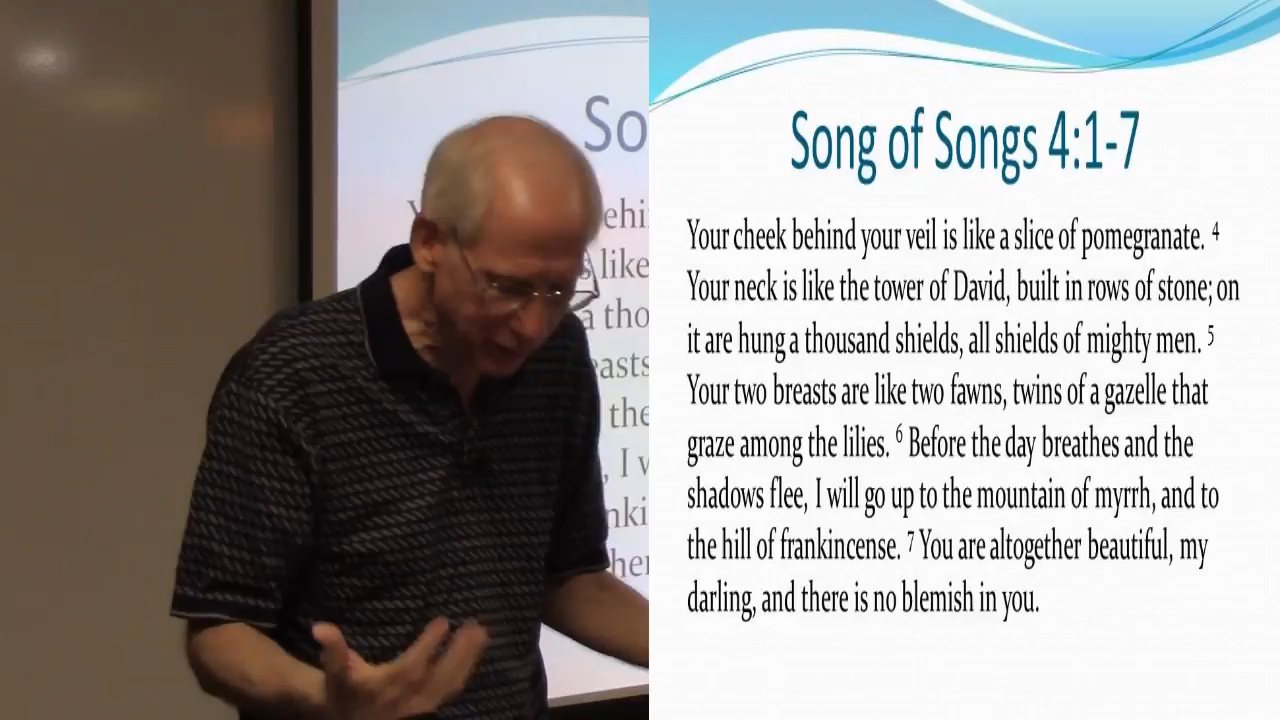 Song of Songs 4:1-7
Your cheek behind your veil is like a slice of pomegranate. 4
Your neck is like the tower of David, built in rows of stone; on
it are hung a thousand shields, all shields of mighty men. 5
Your two breasts are like two fawns, twins of a gazelle that
graze among the lilies. 6 Before the day breathes and the
shadows flee, I will go up to the mountain of myrrh, and to
the hill of frankincense. 7 You are altogether beautiful, my
darling, and there is no blemish in you.